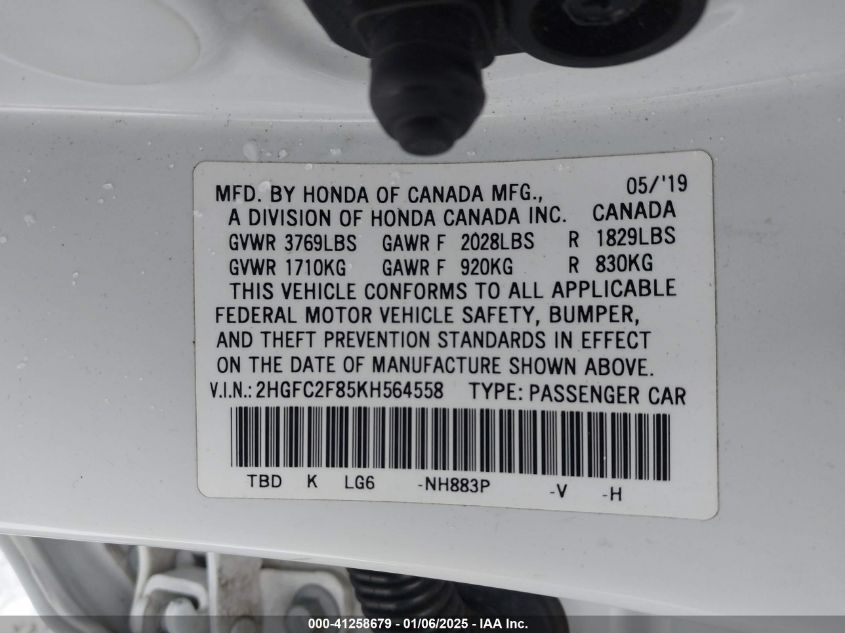 MFD. BY HONDA OF CANADA MFG., 05/'19
A DIVISION OF HONDA CANADA INC. CANADA
GVWR 3769LBS GAWR F 2028LBS R 1829LBS
GVWR 1710KG GAWR F 920KG R 830KG
THIS VEHICLE CONFORMS TO ALL APPLICABLE
FEDERAL MOTOR VEHICLE SAFETY, BUMPER,
AND THEFT PREVENTION STANDARDS IN EFFECT
ON THE DATE OF MANUFACTURE SHOWN ABOVE.
V.I.N.: 2HGFC2F85KH564558 TYPE: PASSENGER CAR
TBD K LG6 -NH883P -V -H
000-41258679 - 01/06/2025 - IAA Inc.